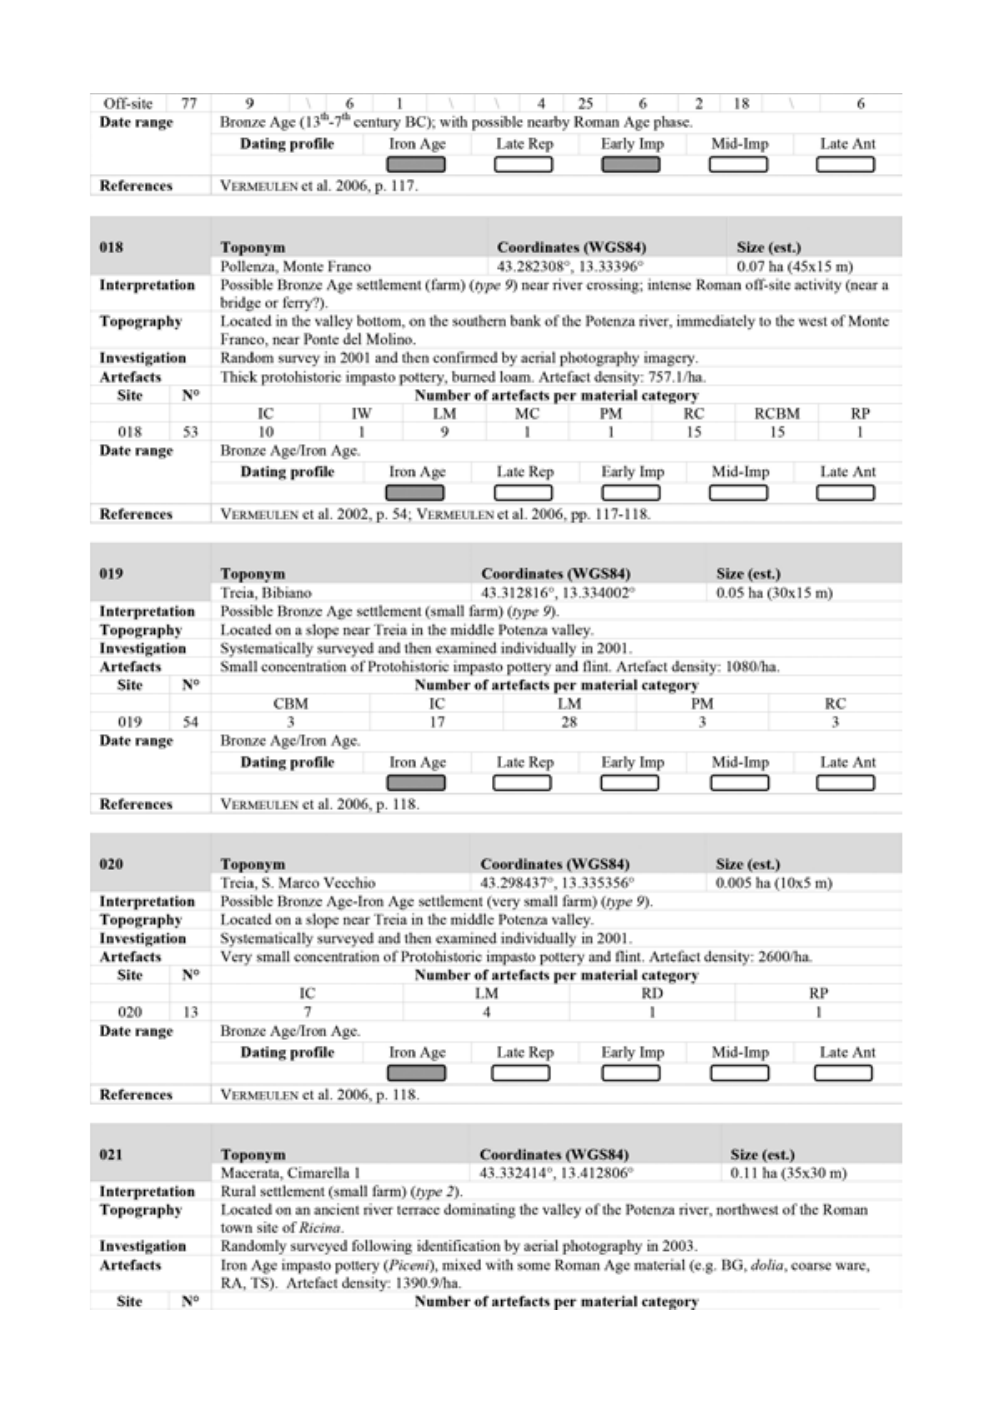 Off-site 77 9 \ 6 1 \ \ 4 25 6 2 18 \ 6
Date range Bronze Age (13th-7th century BC); with possible nearby Roman Age phase.
Dating profile Iron Age Late Rep Early Imp Mid-Imp Late Ant
References VERMEULEN et al. 2006, p. 117.
018 Toponym Coordinates (WGS84) Size (est.)
Pollenza, Monte Franco 43.282308°, 13.33396° 0.07 ha (45x15 m)
Interpretation Possible Bronze Age settlement (farm) (type 9) near river crossing; intense Roman off-site activity (near a
bridge or ferry?).
Topography Located in the valley bottom, on the southern bank of the Potenza river, immediately to the west of Monte
Franco, near Ponte del Molino.
Investigation Random survey in 2001 and then confirmed by aerial photography imagery.
Artefacts Thick protohistoric impasto pottery, burned loam. Artefact density: 757.1/ha.
Site N° Number of artefacts per material category
IC IW LM MC PM RC RCBM RP
018 53 10 1 9 1 1 15 15 1
Date range Bronze Age/Iron Age.
Dating profile Iron Age Late Rep Early Imp Mid-Imp Late Ant
References VERMEULEN et al. 2002, p. 54; VERMEULEN et al. 2006, pp. 117-118.
019 Toponym Coordinates (WGS84) Size (est.)
Treia, Bibiano 43.312816°, 13.334002° 0.05 ha (30x15 m)
Interpretation Possible Bronze Age settlement (small farm) (type 9).
Topography Located on a slope near Treia in the middle Potenza valley.
Investigation Systematically surveyed and then examined individually in 2001.
Artefacts Small concentration of Protohistoric impasto pottery and flint. Artefact density: 1080/ha.
Site N° Number of artefacts per material category
CBM IC LM PM RC
019 54 3 17 28 3 3
Date range Bronze Age/Iron Age.
Dating profile Iron Age Late Rep Early Imp Mid-Imp Late Ant
References VERMEULEN et al. 2006, p. 118.
020 Toponym Coordinates (WGS84) Size (est.)
Treia, S. Marco Vecchio 43.298437°, 13.335356° 0.005 ha (10x5 m)
Interpretation Possible Bronze Age-Iron Age settlement (very small farm) (type 9).
Topography Located on a slope near Treia in the middle Potenza valley.
Investigation Systematically surveyed and then examined individually in 2001.
Artefacts Very small concentration of Protohistoric impasto pottery and flint. Artefact density: 2600/ha.
Site N° Number of artefacts per material category
IC LM RD RP
020 13 7 4 1 1
Date range Bronze Age/Iron Age.
Dating profile Iron Age Late Rep Early Imp Mid-Imp Late Ant
References VERMEULEN et al. 2006, p. 118.
021 Toponym Coordinates (WGS84) Size (est.)
Macerata, Cimarella 1 43.332414°, 13.412806° 0.11 ha (35x30 m)
Interpretation Rural settlement (small farm) (type 2).
Topography Located on an ancient river terrace dominating the valley of the Potenza river, northwest of the Roman
town site of Ricina.
Investigation Randomly surveyed following identification by aerial photography in 2003.
Artefacts Iron Age impasto pottery (Piceni), mixed with some Roman Age material (e.g. BG, dolia, coarse ware,
RA, TS). Artefact density: 1390.9/ha.
Site N° Number of artefacts per material category